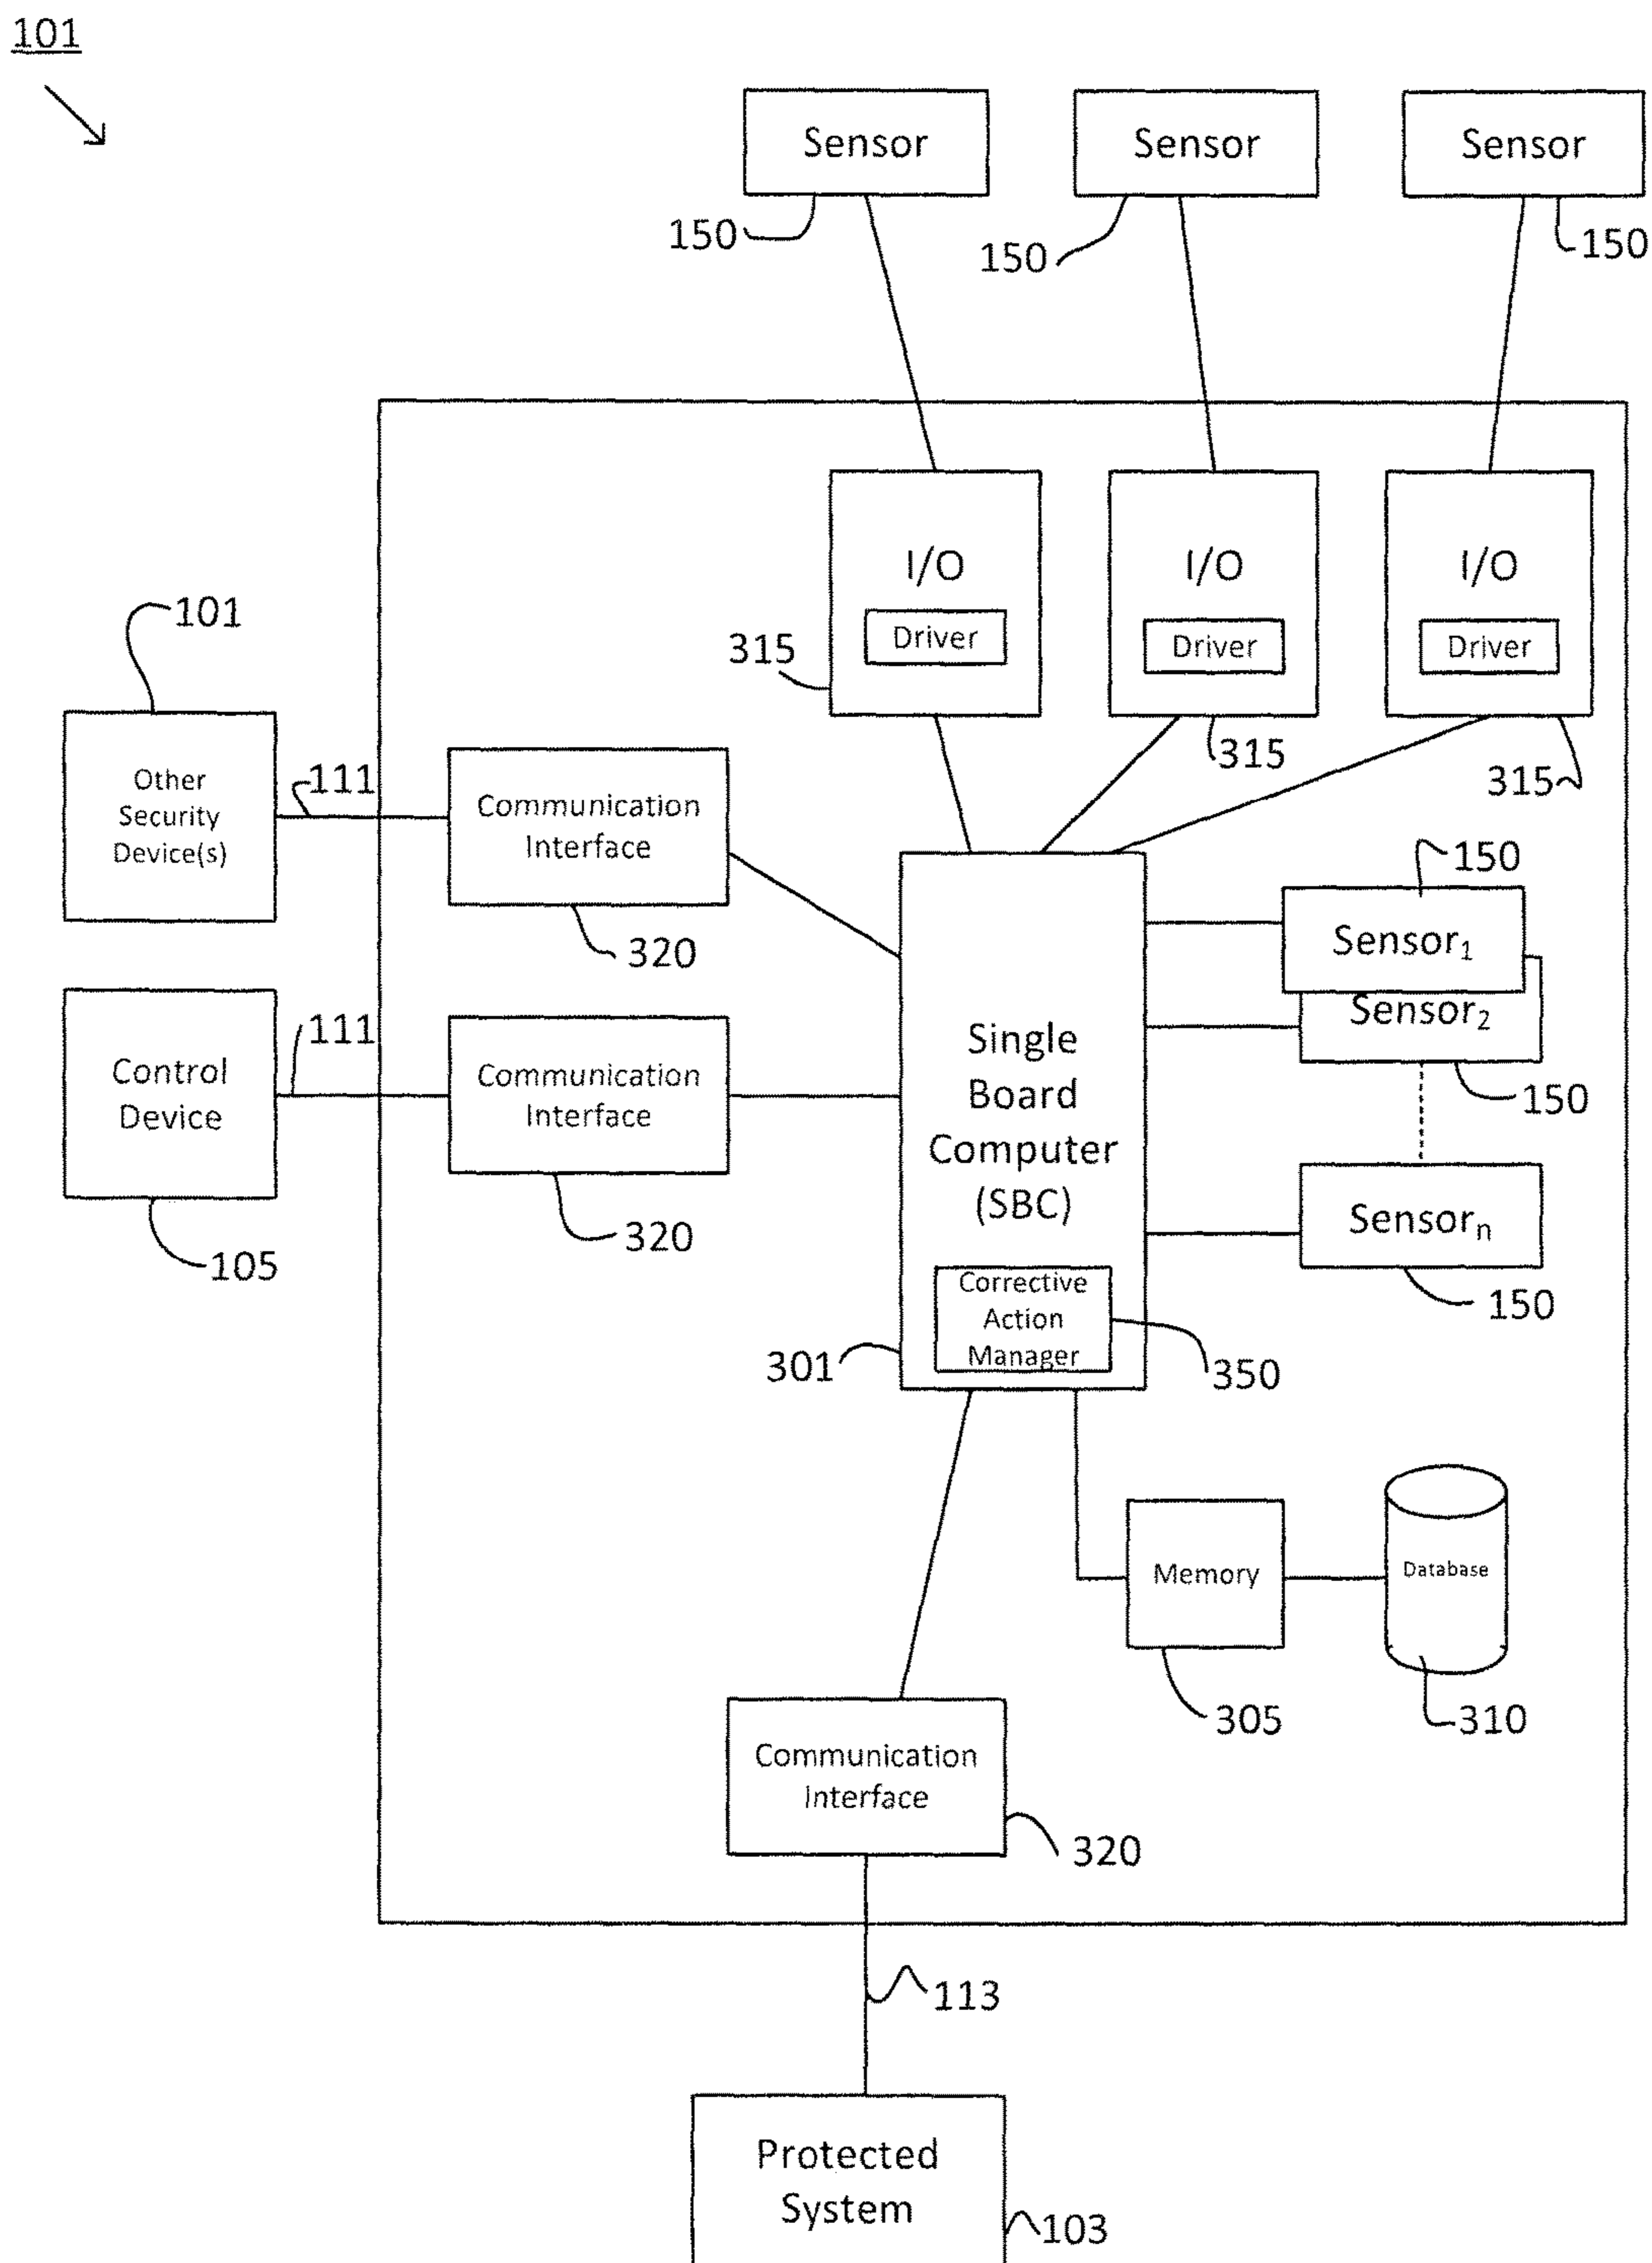 101
Sensor
Sensor
Sensor
150
150
150
I/O
Driver
I/O
Driver
I/O
Driver
315
315
315
101
Other
Security
Device(s)
111
Communication
Interface
320
Control
Device
105
111
Communication
Interface
320
Single
Board
Computer
(SBC)
Corrective
Action
Manager
301
350
150
Sensor₁
Sensor₂
150
Sensorₙ
150
Memory
305
Database
310
Communication
Interface
320
113
Protected
System
103